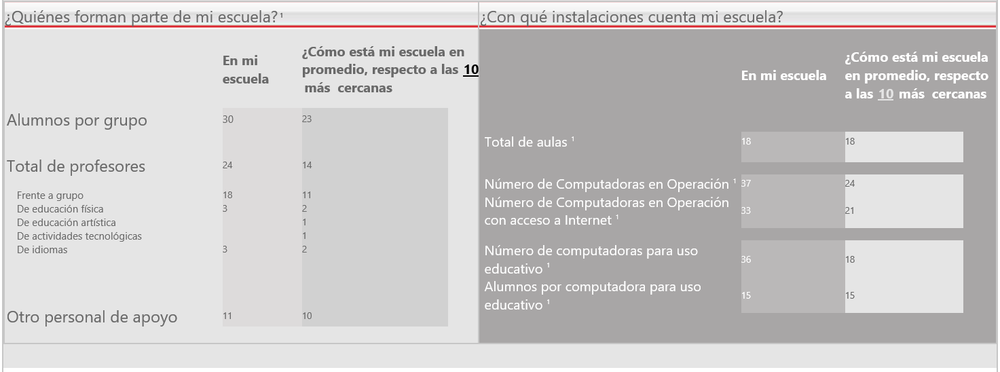 ¿Quiénes forman parte de mi escuela?¹
En mi
escuela
¿Cómo está mi escuela en
promedio, respecto a las 10
más cercanas
Alumnos por grupo 30 23
Total de profesores 24 14
Frente a grupo 18 11
De educación física 3 2
De educación artística 1
De actividades tecnológicas 1
De idiomas 3 2
Otro personal de apoyo 11 10
¿Con qué instalaciones cuenta mi escuela?
En mi escuela
¿Cómo está mi escuela
en promedio, respecto
a las 10 más cercanas
Total de aulas ¹ 18 18
Número de Computadoras en Operación ¹ 37 24
Número de Computadoras en Operación
con acceso a Internet ¹ 33 21
Número de computadoras para uso
educativo ¹ 36 18
Alumnos por computadora para uso
educativo ¹ 15 15